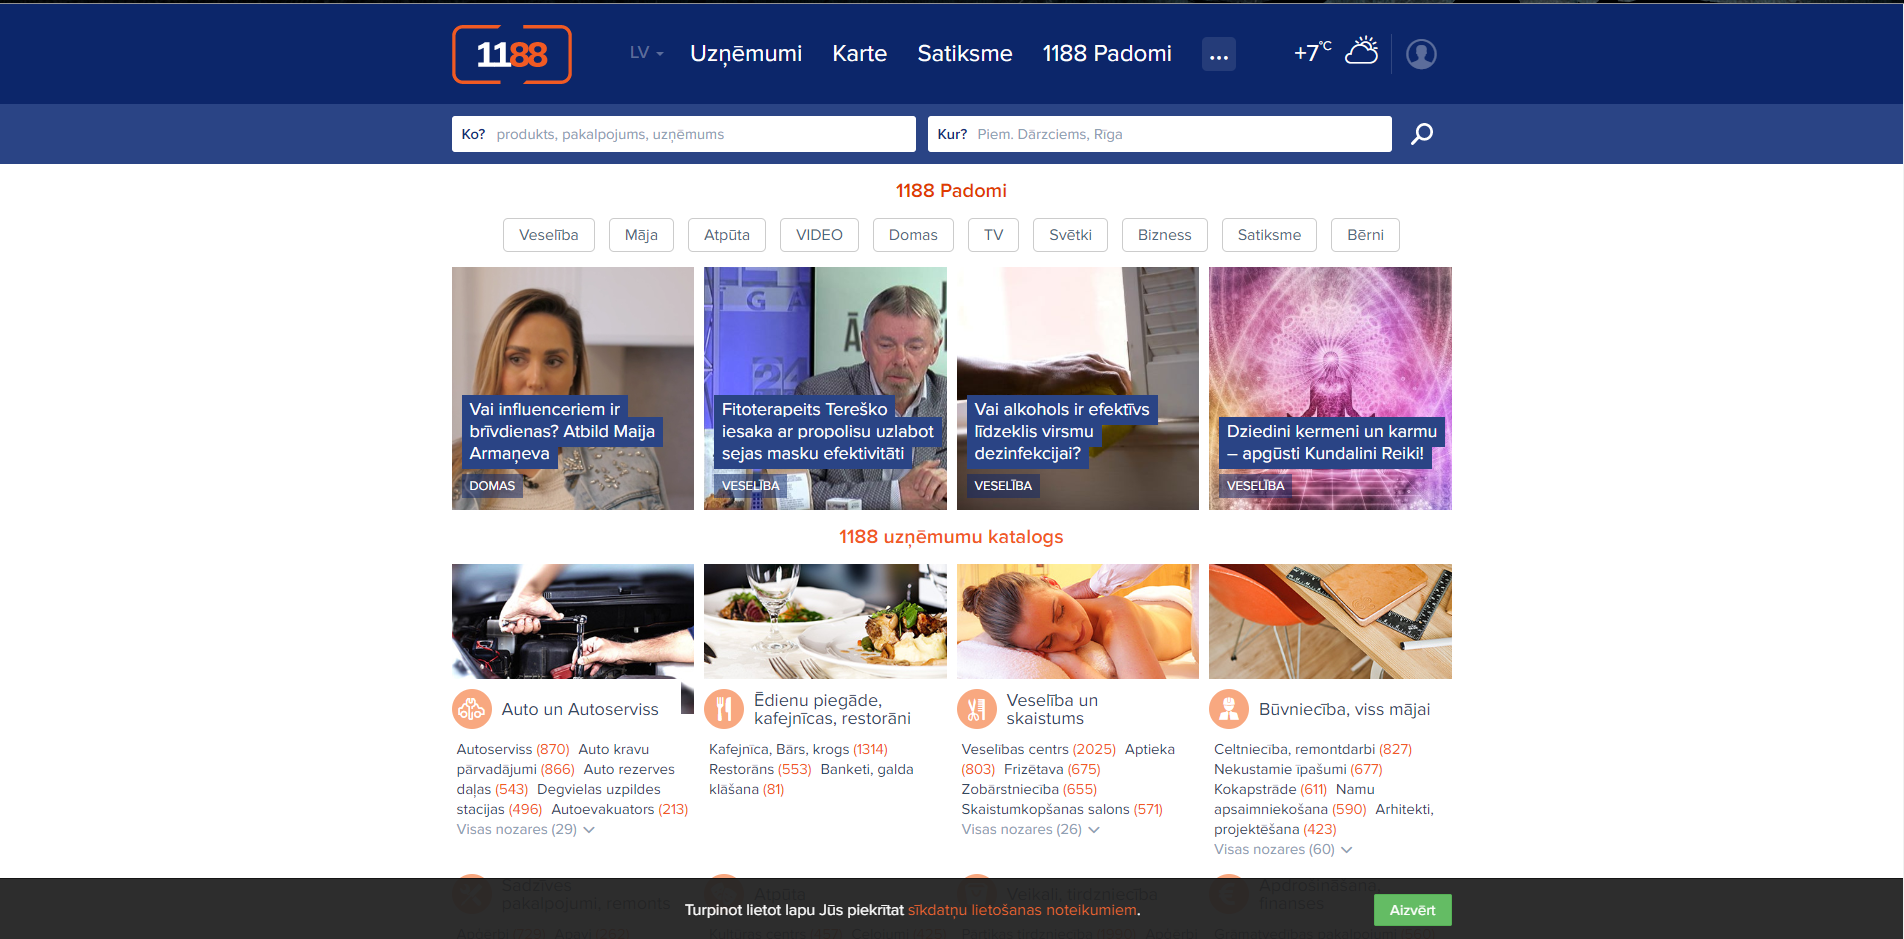 1188
LV
Uzņēmumi
Karte
Satiksme
1188 Padomi
...
+7°C
Ko? produkts, pakalpojums, uzņēmums
Kur? Piem. Dārzciems, Rīga
1188 Padomi
Veselība
Māja
Atpūta
VIDEO
Domas
TV
Svētki
Bizness
Satiksme
Bērni
Vai influenceriem ir
brīvdienas? Atbild Maija
Armaņeva
DOMAS
ĪGA
24
J
Ā
Fitoterapeits Tereško
iesaka ar propolisu uzlabot
sejas masku efektivitāti
VESELĪBA
Vai alkohols ir efektīvs
līdzeklis virsmu
dezinfekcijai?
VESELĪBA
Dziedini ķermeni un karmu
– apgūsti Kundalini Reiki!
VESELĪBA
1188 uzņēmumu katalogs
Auto un Autoserviss
Autoserviss (870) Auto kravu
pārvadājumi (866) Auto rezerves
daļas (543) Degvielas uzpildes
stacijas (496) Autoevakuators (213)
Visas nozares (29)
Ēdienu piegāde,
kafejnīcas, restorāni
Kafejnīca, Bārs, krogs (1314)
Restorāns (553) Banketi, galda
klāšana (81)
Veselība un
skaistums
Veselības centrs (2025) Aptieka
(803) Frizētava (675)
Zobārstniecība (655)
Skaistumkopšanas salons (571)
Visas nozares (26)
Būvniecība, viss mājai
Celtniecība, remontdarbi (827)
Nekustamie īpašumi (677)
Kokapstrāde (611) Namu
apsaimniekošana (590) Arhitekti,
projektēšana (423)
Visas nozares (60)
Sadzīves
pakalpojumi, remonts
Atpūta
Veikali, tirdzniecība
Apdrošināšana,
finanses
Turpinot lietot lapu Jūs piekrītat sīkdatņu lietošanas noteikumiem.
Aizvērt